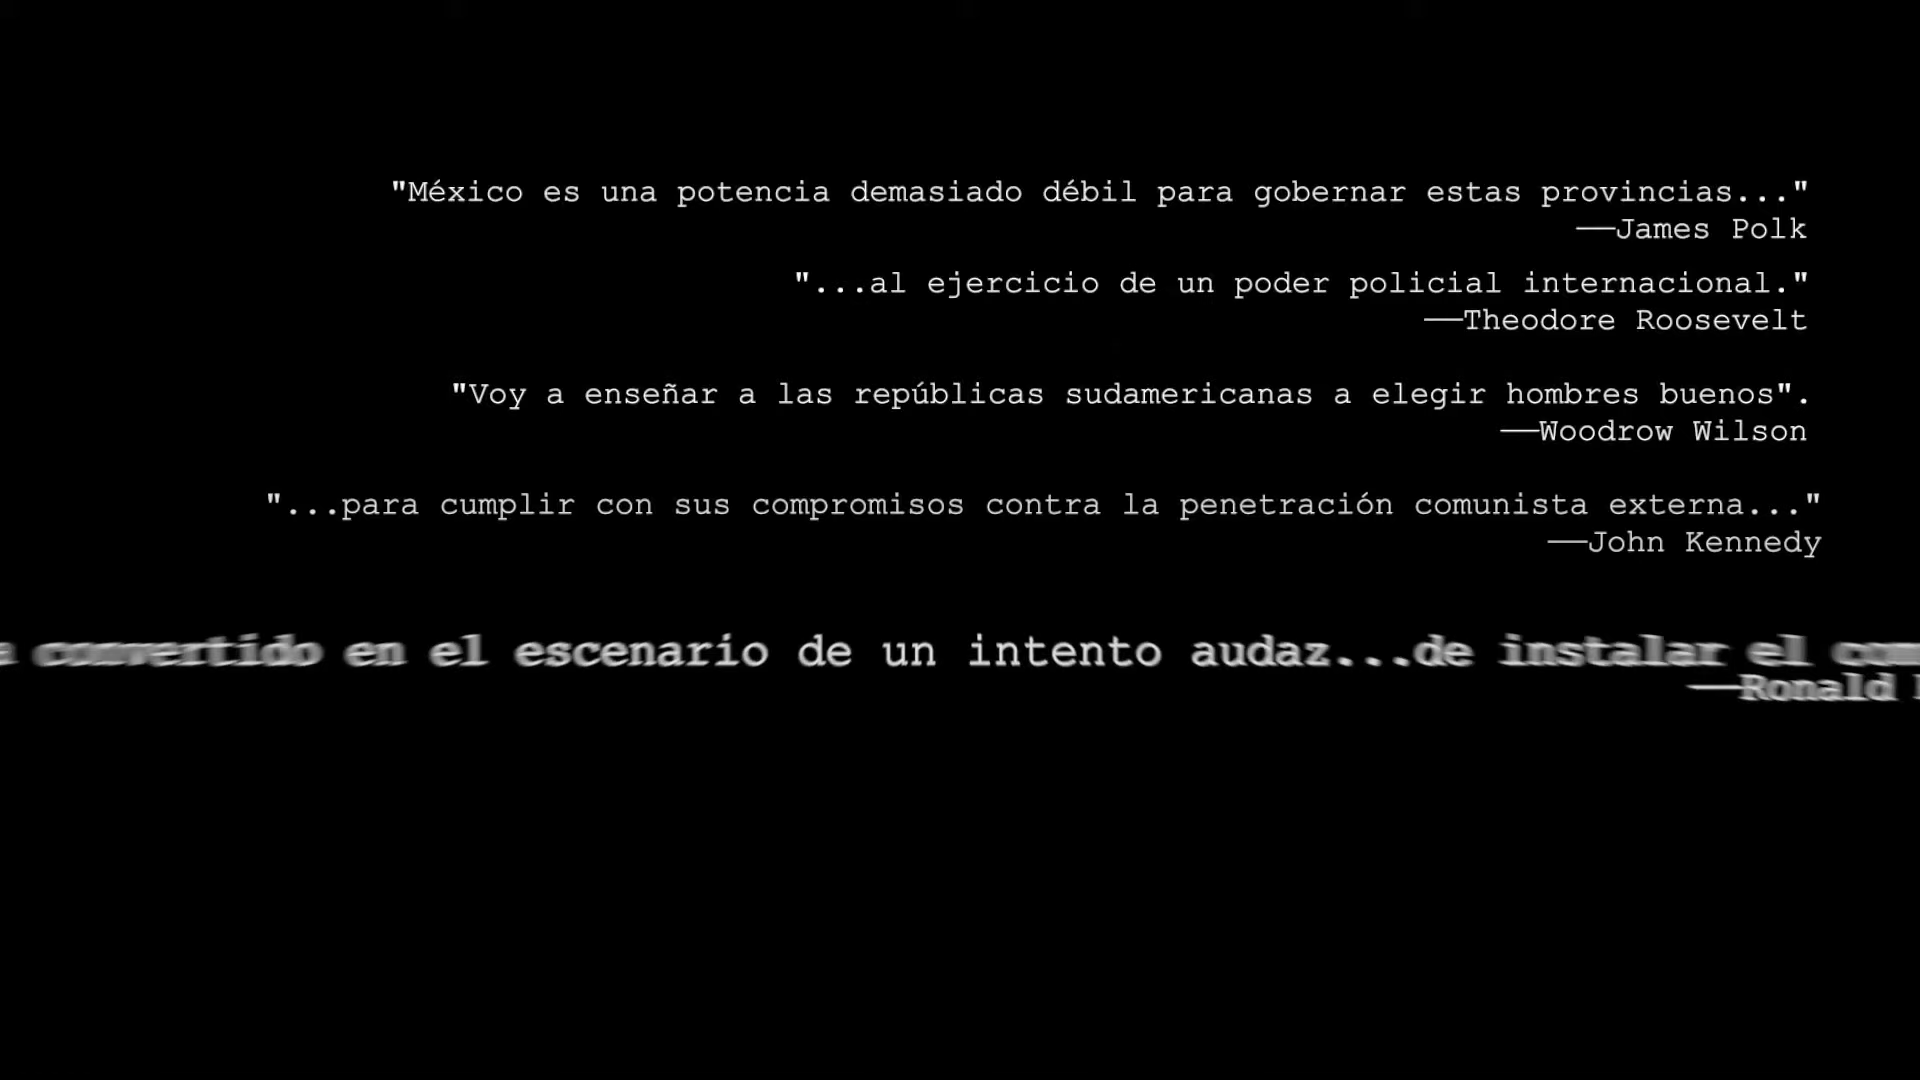 "México es una potencia demasiado débil para gobernar estas provincias..."
—James Polk
"...al ejercicio de un poder policial internacional."
—Theodore Roosevelt
"Voy a enseñar a las repúblicas sudamericanas a elegir hombres buenos".
—Woodrow Wilson
"...para cumplir con sus compromisos contra la penetración comunista externa..."
—John Kennedy
convertido en el escenario de un intento audaz...de instalar el
—Ronald